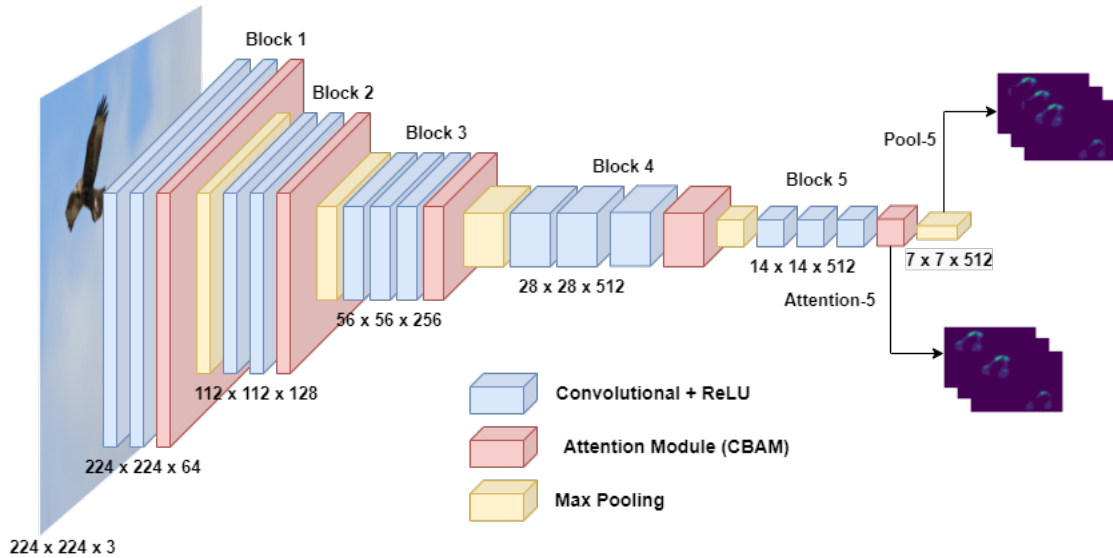 Block 1
Block 2
Block 3
Block 4
Block 5
Pool-5
7 x 7 x 512
14 x 14 x 512
28 x 28 x 512
Attention-5
56 x 56 x 256
112 x 112 x 128
224 x 224 x 64
224 x 224 x 3
Convolutional + ReLU
Attention Module (CBAM)
Max Pooling